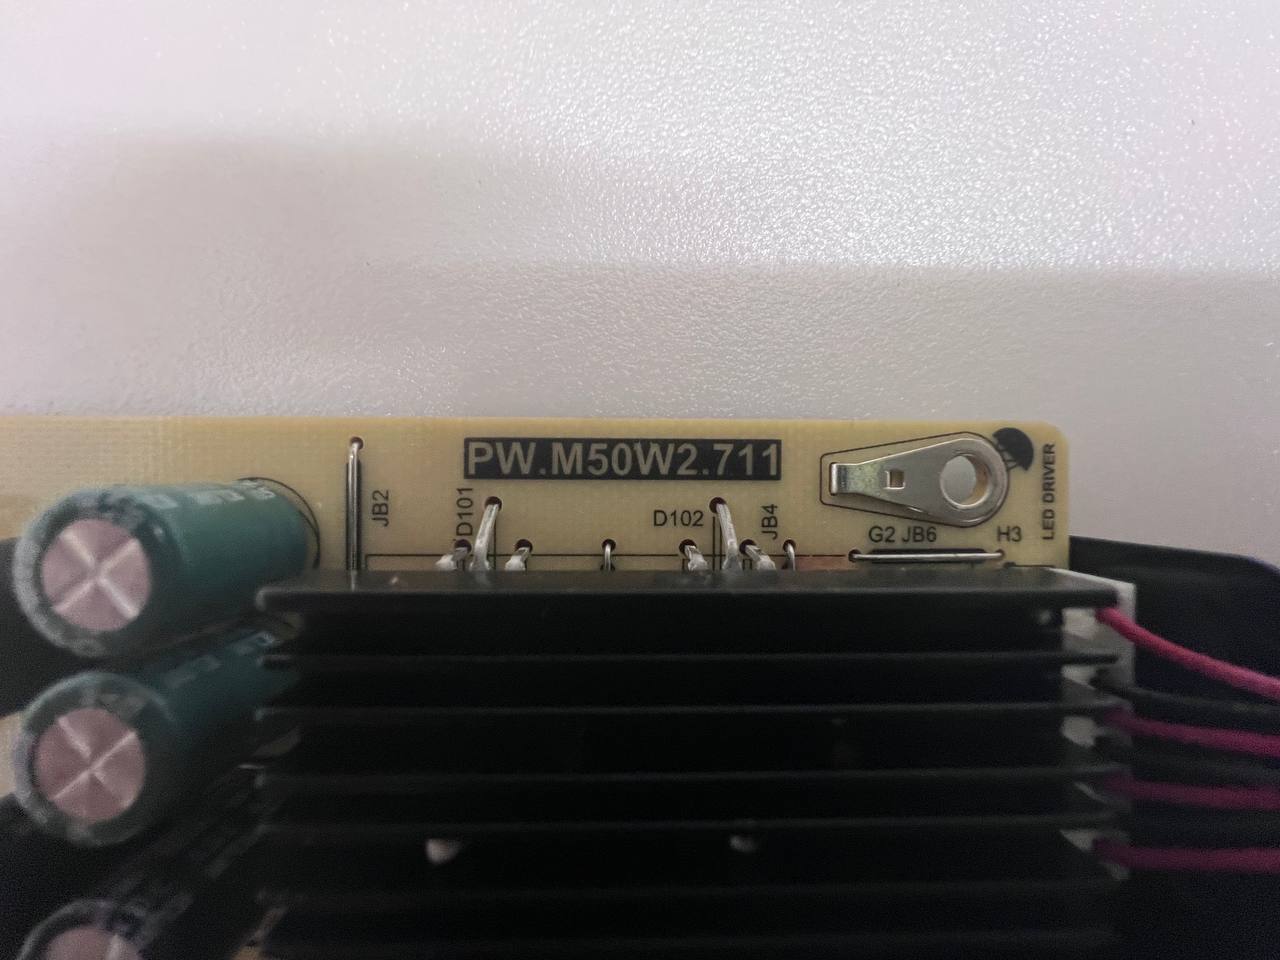 PW.M50W2.711
JB2
D101
D102
JB4
G2 JB6
H3
LED DRIVER